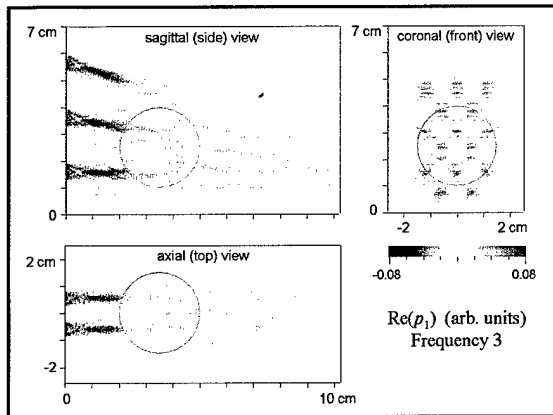 7 cm
sagittal (side) view
0
7 cm
coronal (front) view
0
-2
2 cm
-0.08
0.08
Re(p₁) (arb. units)
Frequency 3
2 cm
axial (top) view
-2
0
10 cm